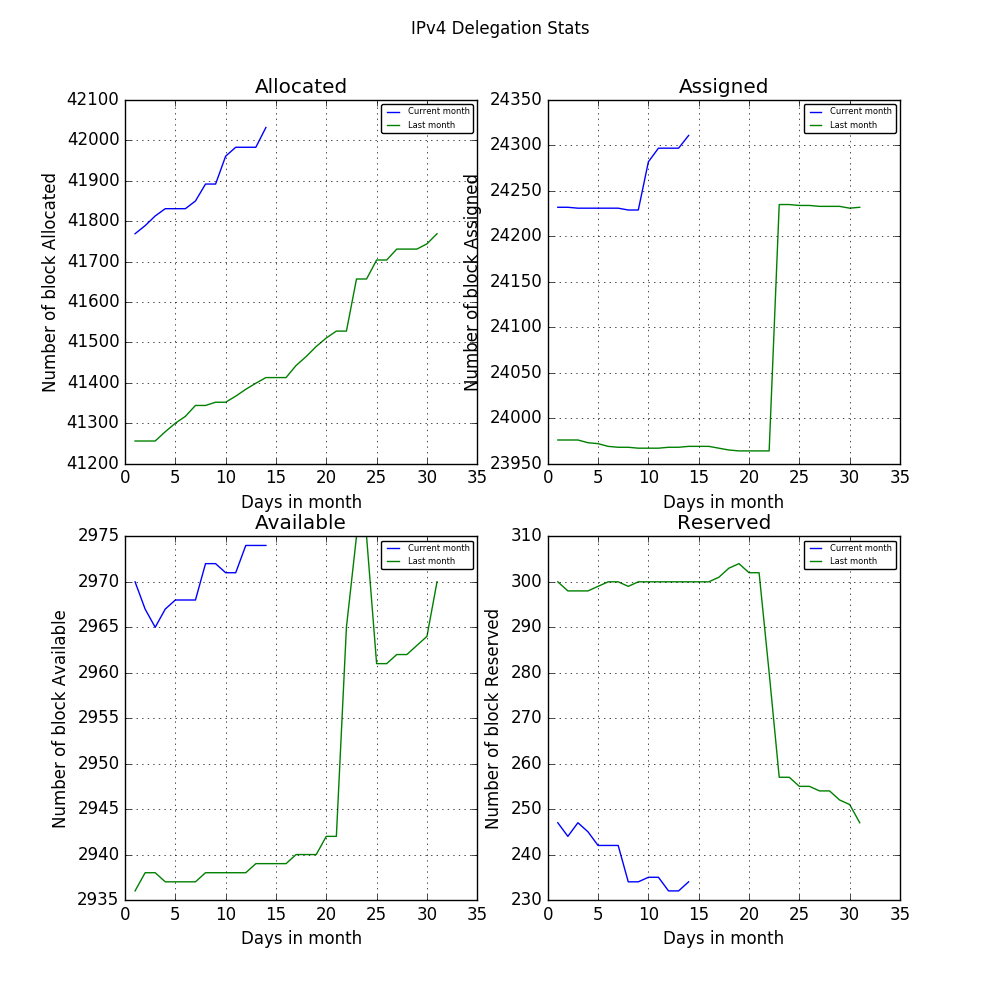 IPv4 Delegation Stats
Allocated
Number of block Allocated
42100
42000
41900
41800
41700
41600
41500
41400
41300
41200
0 5 10 15 20 25 30 35
Days in month
Current month
Last month
Assigned
Number of block Assigned
24350
24300
24250
24200
24150
24100
24050
24000
23950
0 5 10 15 20 25 30 35
Days in month
Current month
Last month
Available
Number of block Available
2975
2970
2965
2960
2955
2950
2945
2940
2935
0 5 10 15 20 25 30 35
Days in month
Current month
Last month
Reserved
Number of block Reserved
310
300
290
280
270
260
250
240
230
0 5 10 15 20 25 30 35
Days in month
Current month
Last month